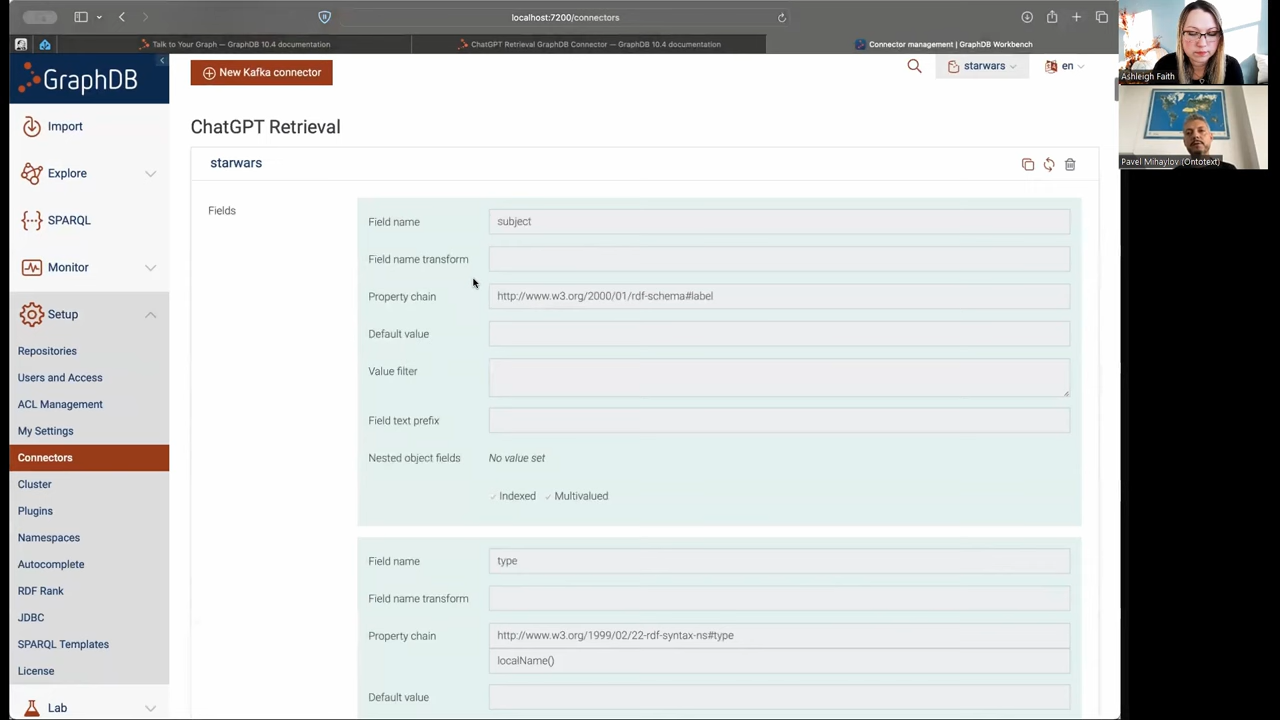 localhost:7200/connectors
Talk to Your Graph — GraphDB 10.4 documentation
ChatGPT Retrieval GraphDB Connector — GraphDB 10.4 documentation
Connector management | GraphDB Workbench
GraphDB
New Kafka connector
starwars
en
Ashleigh Faith
Pavel Mihaylov (Ontotext)
Import
Explore
SPARQL
Monitor
Setup
Repositories
Users and Access
ACL Management
My Settings
Connectors
Cluster
Plugins
Namespaces
Autocomplete
RDF Rank
JDBC
SPARQL Templates
License
Lab
ChatGPT Retrieval
starwars
Fields
Field name
subject
Field name transform
Property chain
http://www.w3.org/2000/01/rdf-schema#label
Default value
Value filter
Field text prefix
Nested object fields
No value set
Indexed
Multivalued
Field name
type
Field name transform
Property chain
http://www.w3.org/1999/02/22-rdf-syntax-ns#type
localName()
Default value